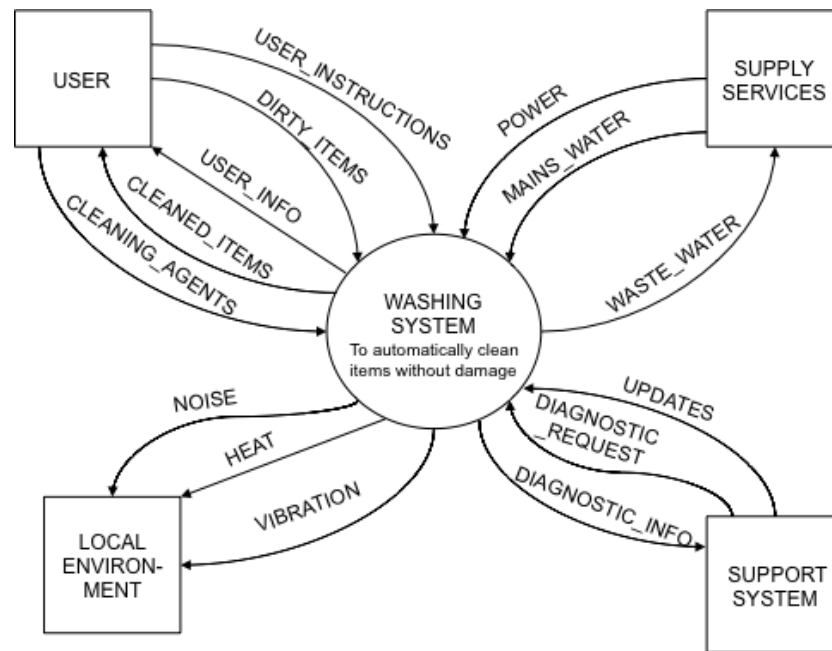 USER
USER_INSTRUCTIONS
DIRTY_ITEMS
USER_INFO
CLEANED_ITEMS
CLEANING_AGENTS
SUPPLY
SERVICES
POWER
MAINS_WATER
WASTE_WATER
WASHING
SYSTEM
To automatically clean
items without damage
NOISE
HEAT
VIBRATION
LOCAL
ENVIRON-
MENT
UPDATES
DIAGNOSTIC
_REQUEST
DIAGNOSTIC_INFO
SUPPORT
SYSTEM